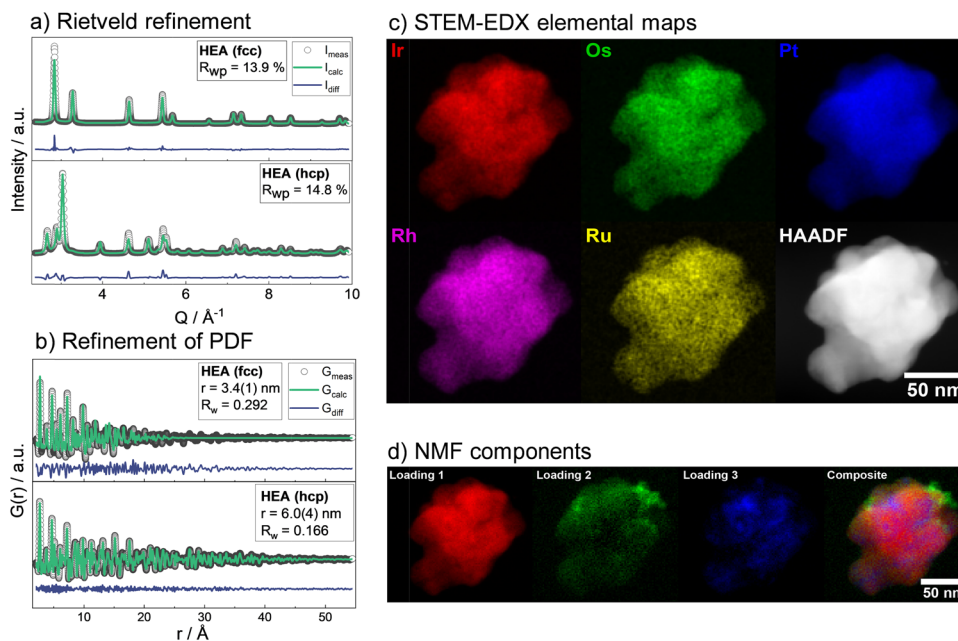 a) Rietveld refinement
HEA (fcc)
Rwp = 13.9 %
Imeas
Icalc
Idiff
HEA (hcp)
Rwp = 14.8 %
Intensity / a.u.
4 6 8 10
Q / Å-1
b) Refinement of PDF
HEA (fcc)
r = 3.4(1) nm
Rw = 0.292
Gmeas
Gcalc
Gdiff
HEA (hcp)
r = 6.0(4) nm
Rw = 0.166
G(r) / a.u.
10 20 30 40 50
r / Å
c) STEM-EDX elemental maps
Ir Os Pt
Rh Ru HAADF
50 nm
d) NMF components
Loading 1 Loading 2 Loading 3 Composite
50 nm